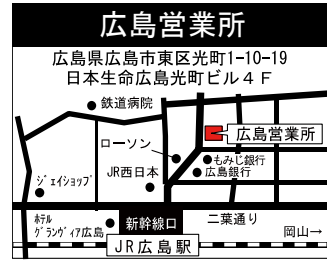 広島営業所
広島県広島市東区光町1-10-19
日本生命広島光町ビル４Ｆ
鉄道病院
広島営業所
ローソン
もみじ銀行
JR西日本
広島銀行
ジェイショップ
ホテル
グランヴィア広島
新幹線口
二葉通り
岡山→
JR広島駅